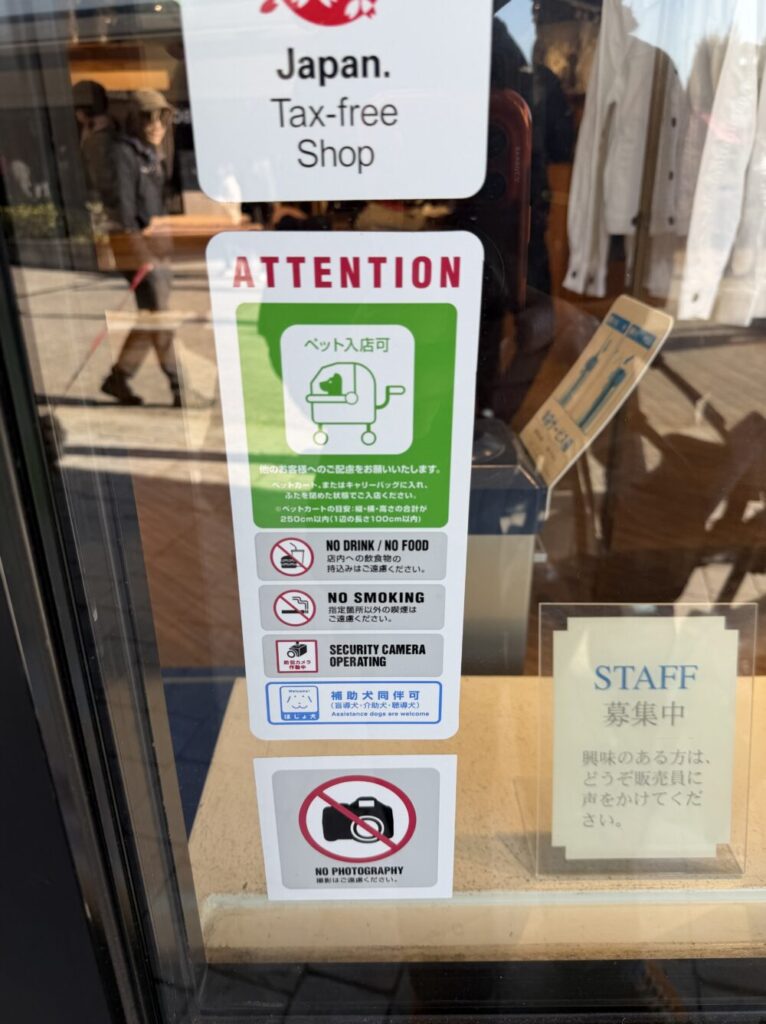 Japan.
Tax-free
Shop
ATTENTION
ペット入店可
他のお客様へのご配慮をお願いいたします。
ペットカート、またはキャリーバッグに入れ、
ふたを閉めた状態でご入店ください。
※ペットカートの目安:縦・横・高さの合計が
250cm以内(1辺の長さ100cm以内)
NO DRINK / NO FOOD
店内への飲食物の
持込みはご遠慮ください。
NO SMOKING
指定箇所以外の喫煙は
ご遠慮ください。
防犯カメラ
作動中
SECURITY CAMERA
OPERATING
Welcome!
ほじょ犬
補助犬同伴可
(盲導犬・介助犬・聴導犬)
Assistance dogs are welcome
NO PHOTOGRAPHY
撮影はご遠慮ください。
STAFF
募集中
興味のある方は、
どうぞ販売員に
声をかけてくだ
さい。